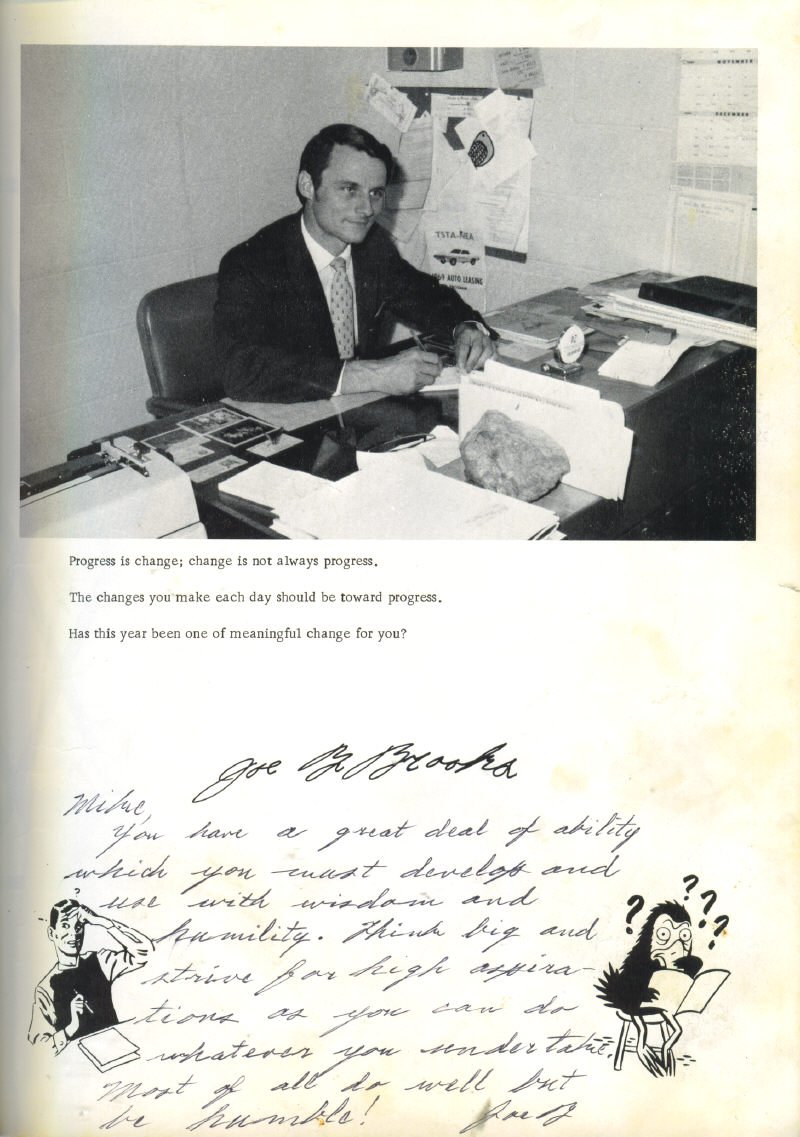 NOVEMBER
DECEMBER
TSTA-NEA
1969 AUTO LEASING
Progress is change; change is not always progress.
The changes you make each day should be toward progress.
Has this year been one of meaningful change for you?
Joe B Brooks
Mike,
You have a great deal of ability
which you must develop and
use with wisdom and
humility. Think big and
strive for high aspira-
tions as you can do
whatever you undertake.
Most of all do well but
be humble!
Joe B
? ? ? ?
?